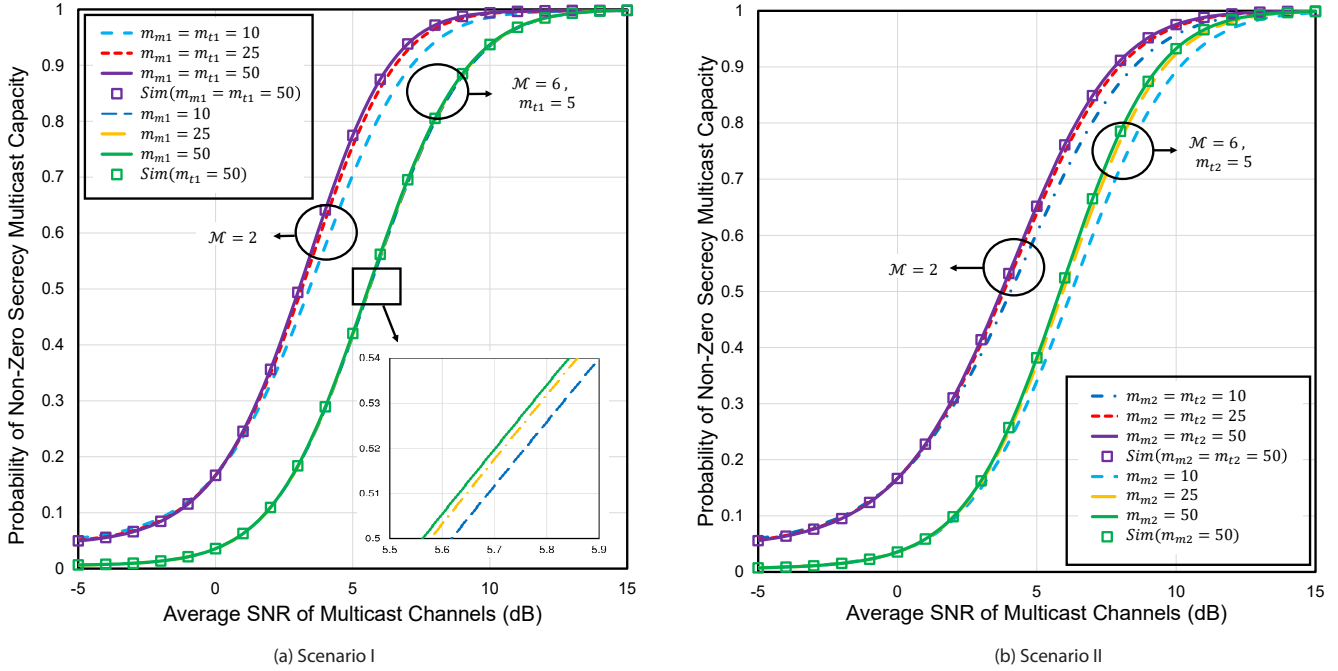 Probability of Non-Zero Secrecy Multicast Capacity
1
0.9
0.8
0.7
0.6
0.5
0.4
0.3
0.2
0.1
0
m_{m1} = m_{t1} = 10
m_{m1} = m_{t1} = 25
m_{m1} = m_{t1} = 50
Sim(m_{m1} = m_{t1} = 50)
m_{m1} = 10
m_{m1} = 25
m_{m1} = 50
Sim(m_{t1} = 50)
ℳ = 6 ,
m_{t1} = 5
ℳ = 2
0.54
0.53
0.52
0.51
0.5
5.5 5.6 5.7 5.8 5.9
-5 0 5 10 15
Average SNR of Multicast Channels (dB)
(a) Scenario I
Probability of Non-Zero Secrecy Multicast Capacity
1
0.9
0.8
0.7
0.6
0.5
0.4
0.3
0.2
0.1
0
ℳ = 6 ,
m_{t2} = 5
ℳ = 2
m_{m2} = m_{t2} = 10
m_{m2} = m_{t2} = 25
m_{m2} = m_{t2} = 50
Sim(m_{m2} = m_{t2} = 50)
m_{m2} = 10
m_{m2} = 25
m_{m2} = 50
Sim(m_{m2} = 50)
-5 0 5 10 15
Average SNR of Multicast Channels (dB)
(b) Scenario II